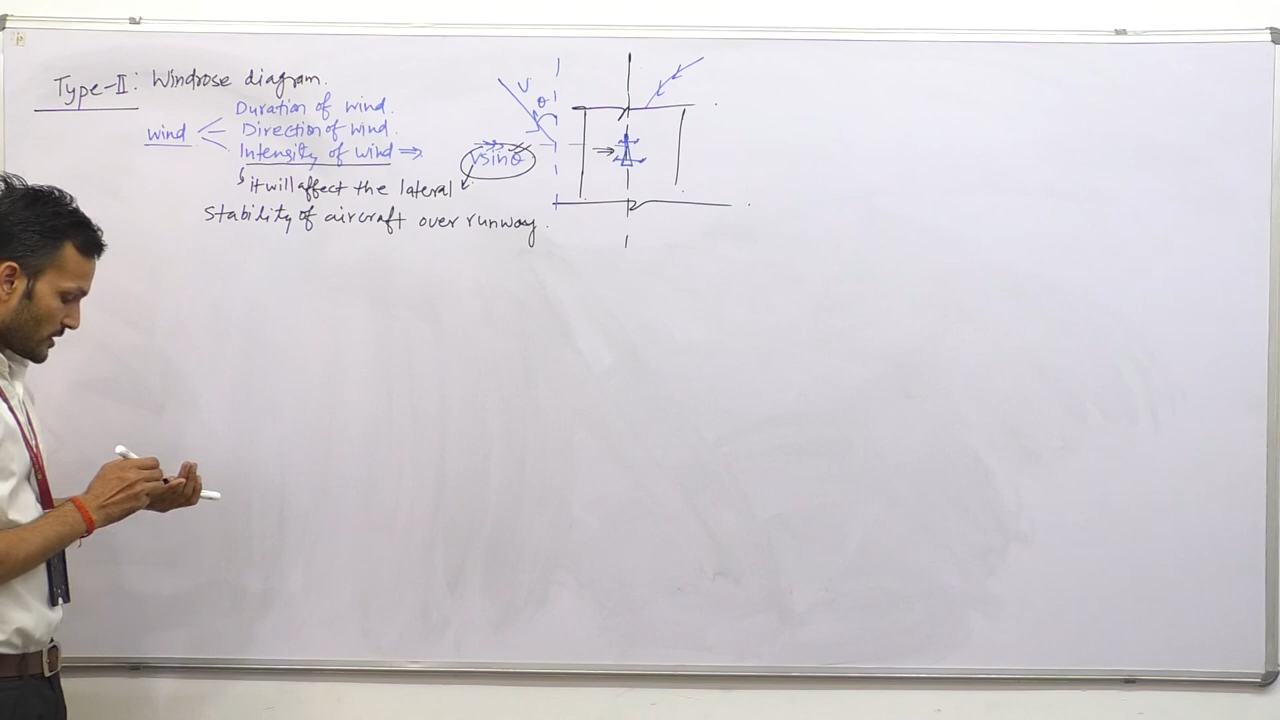 Type-II: Windrose diagram.
wind
Duration of wind.
Direction of wind.
Intensity of wind ⇒
it will affect the lateral
Stability of aircraft over runway.
V
θ
Vsinθ